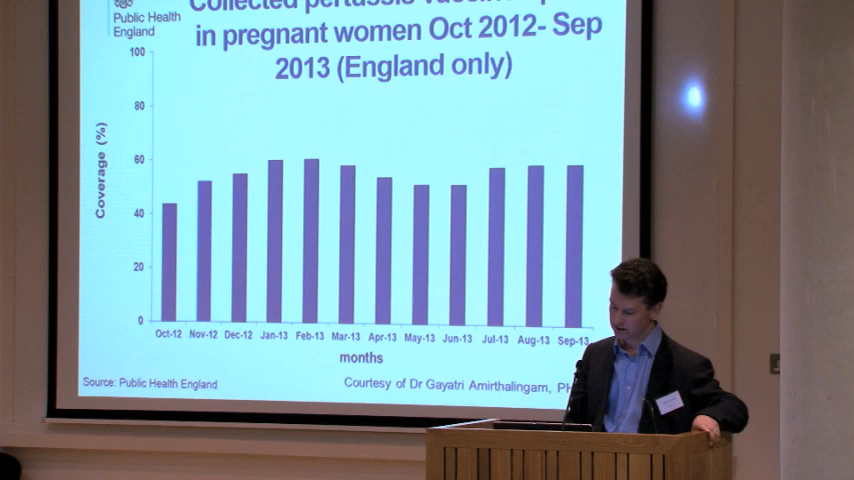 Public Health
England
Collected pertussis vaccine
in pregnant women Oct 2012- Sep
2013 (England only)
100
80
60
40
20
0
Coverage (%)
Oct-12 Nov-12 Dec-12 Jan-13 Feb-13 Mar-13 Apr-13 May-13 Jun-13 Jul-13 Aug-13 Sep-13
months
Source: Public Health England
Courtesy of Dr Gayatri Amirthalingam,